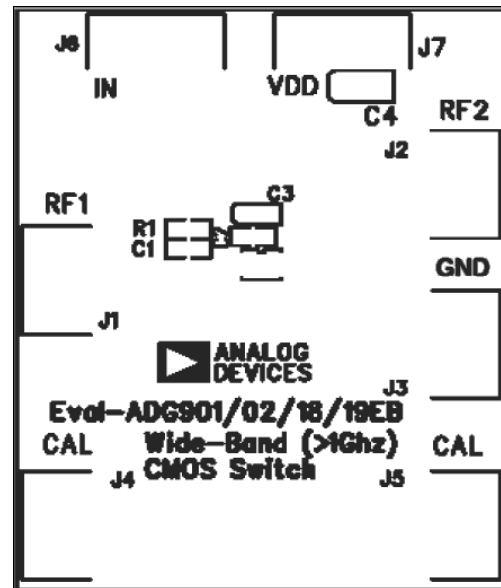 J6
J7
IN
VDD
C4
RF2
J2
RF1
C3
R1
C1
GND
J1
ANALOG
DEVICES
J3
Eval-ADG901/02/18/19EB
CAL
Wide-Band (>1Ghz)
CAL
J4
CMOS Switch
J5